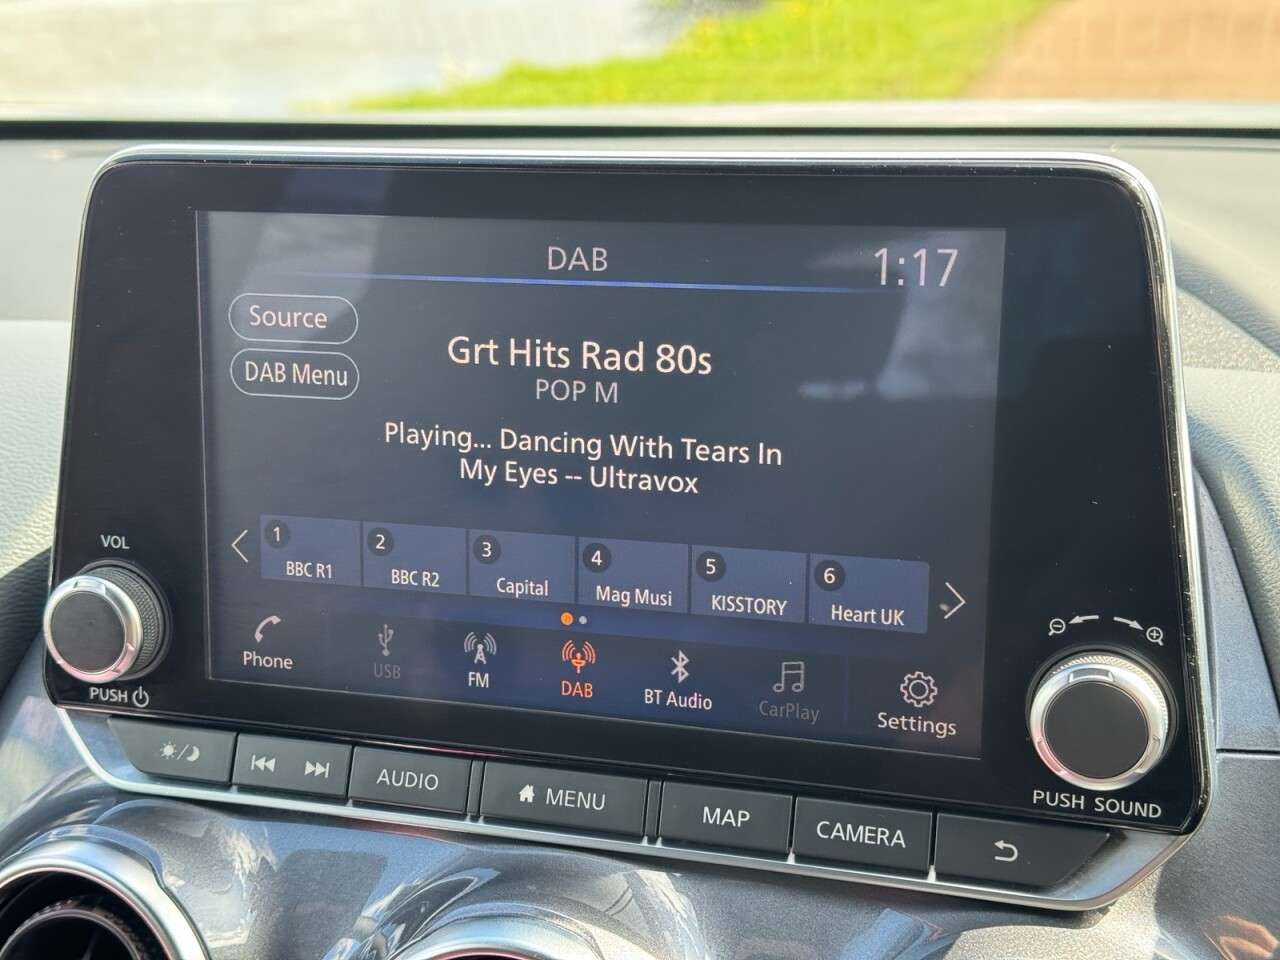 DAB
1:17
Source
DAB Menu
Grt Hits Rad 80s
POP M
Playing... Dancing With Tears In
My Eyes -- Ultravox
1 BBC R1
2 BBC R2
3 Capital
4 Mag Musi
5 KISSTORY
6 Heart UK
Phone
USB
FM
DAB
BT Audio
CarPlay
Settings
VOL
PUSH
PUSH SOUND
AUDIO
MENU
MAP
CAMERA